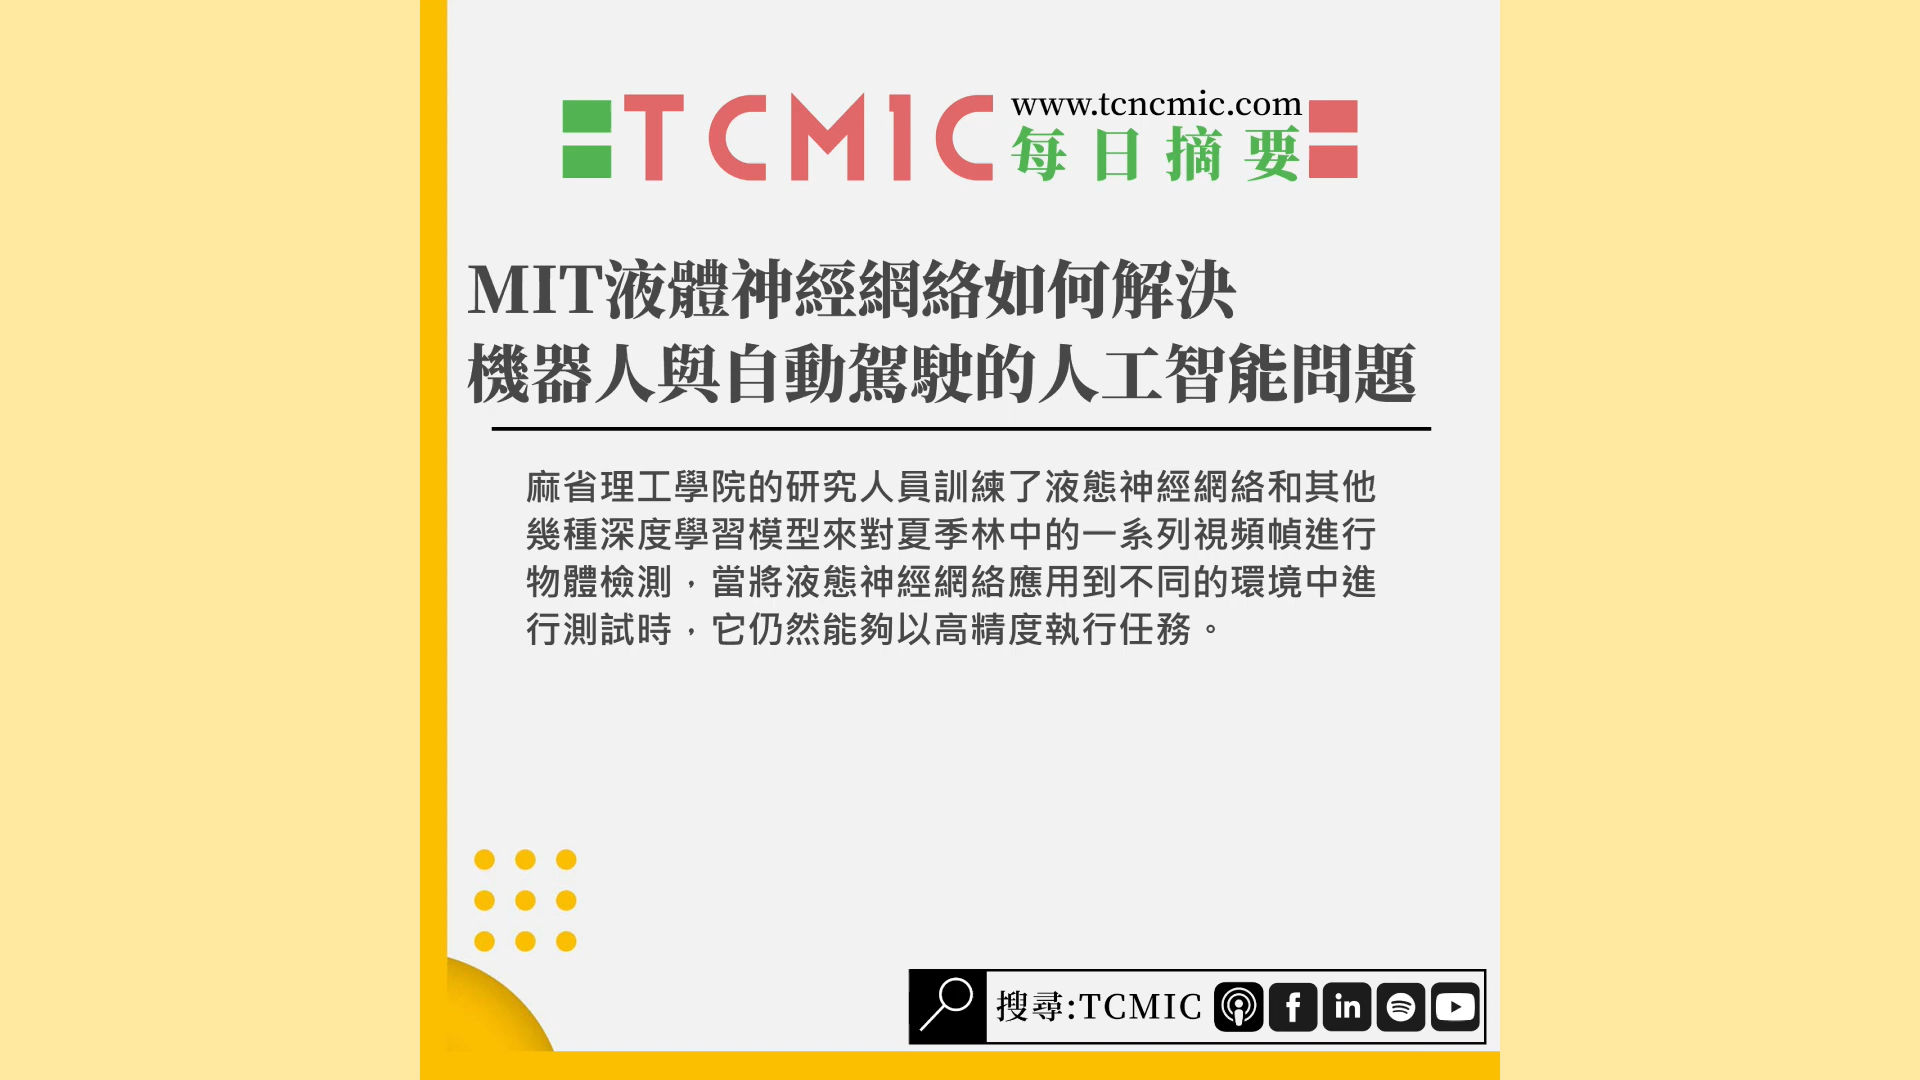 TCMIC
www.tcncmic.com
每日摘要
MIT液體神經網絡如何解決
機器人與自動駕駛的人工智能問題
麻省理工學院的研究人員訓練了液態神經網絡和其他
幾種深度學習模型來對夏季林中的一系列視頻幀進行
物體檢測，當將液態神經網絡應用到不同的環境中進
行測試時，它仍然能夠以高精度執行任務。
搜尋:TCMIC